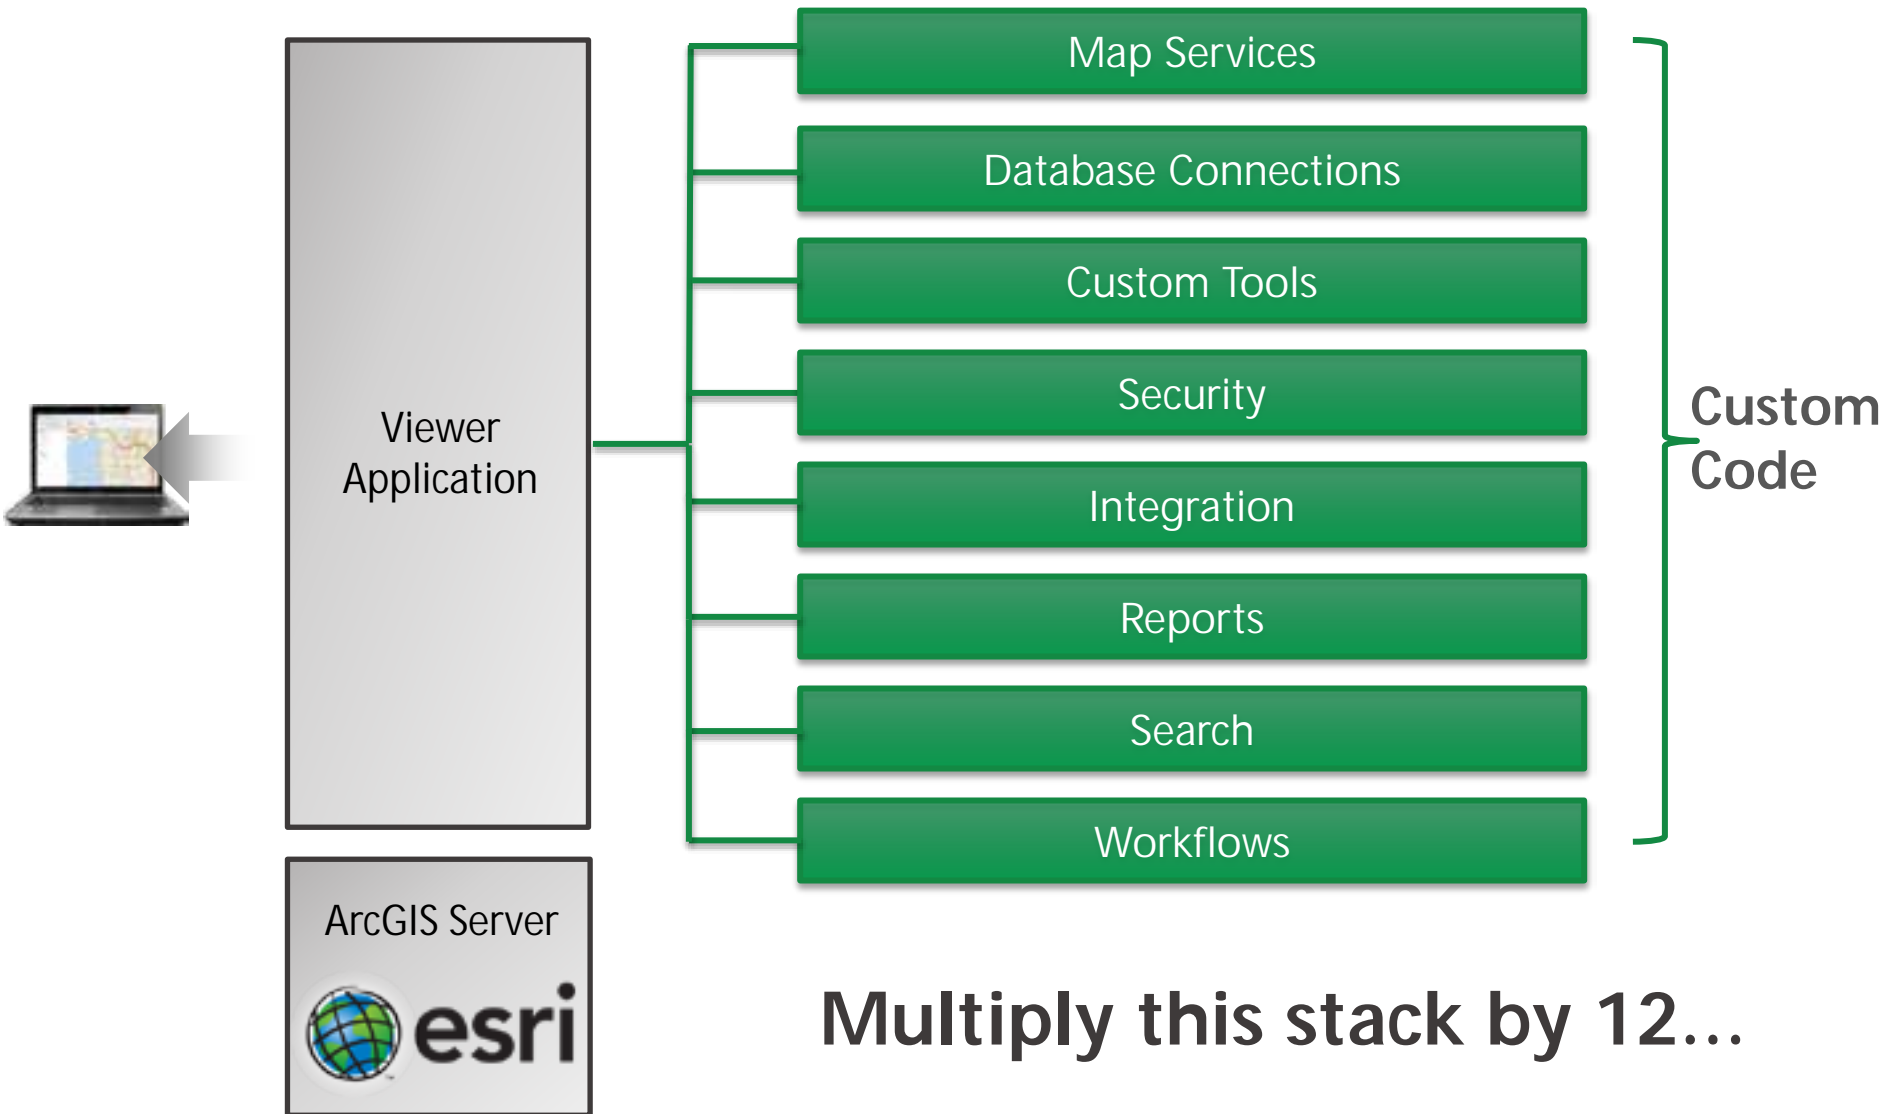 Map Services
Database Connections
Custom Tools
Security
Integration
Reports
Search
Workflows
Viewer
Application
Custom
Code
ArcGIS Server
esri
Multiply this stack by 12...